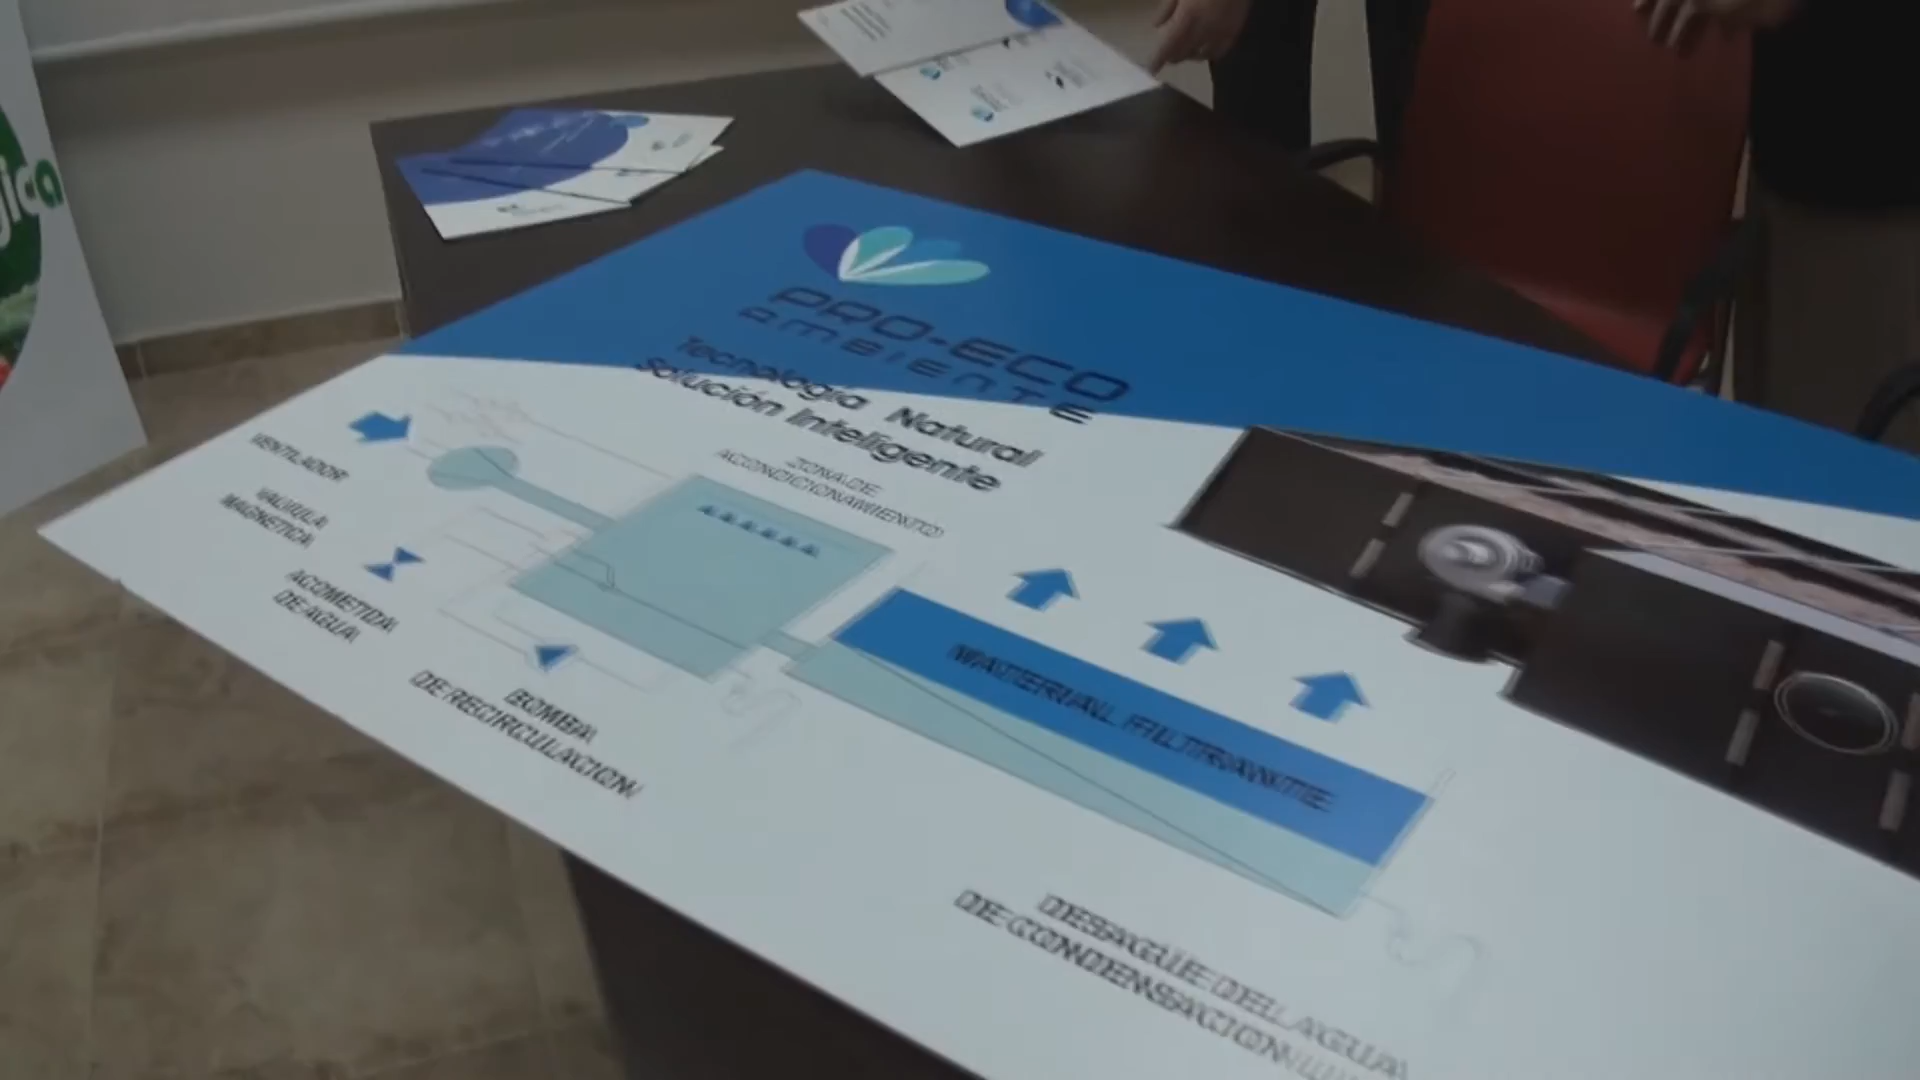 PRO-ECO
AMBIENTE
Tecnología Natural
Solución Inteligente
ZONA DE
ACONDICIONAMIENTO
VENTILADOR
VALVULA
MAGNETICA
ACOMETIDA
DE AGUA
BOMBA
DE RECIRCULACION
MATERIAL FILTRANTE
DESAGÜE DEL AGUA
DE CONDENSACION